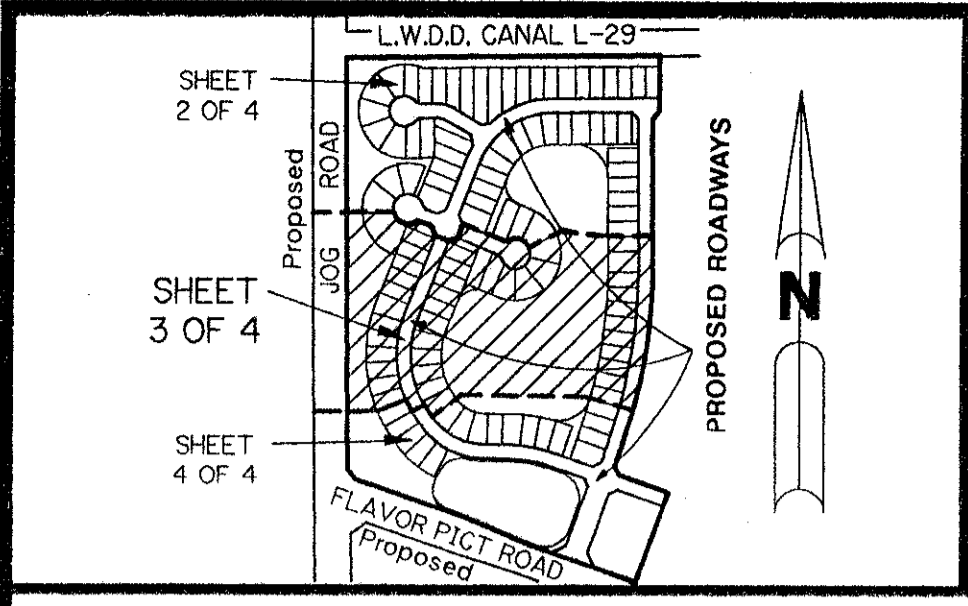 L.W.D.D. CANAL L-29
SHEET
2 OF 4
Proposed
JOG ROAD
PROPOSED ROADWAYS
N
SHEET
3 OF 4
SHEET
4 OF 4
FLAVOR PICT ROAD
Proposed